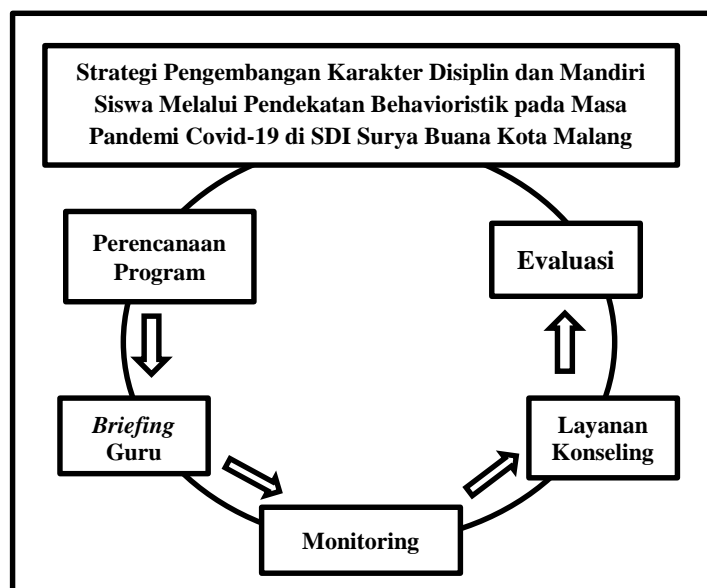 Strategi Pengembangan Karakter Disiplin dan Mandiri
Siswa Melalui Pendekatan Behavioristik pada Masa
Pandemi Covid-19 di SDI Surya Buana Kota Malang
Perencanaan
Program
Evaluasi
Briefing
Guru
Layanan
Konseling
Monitoring